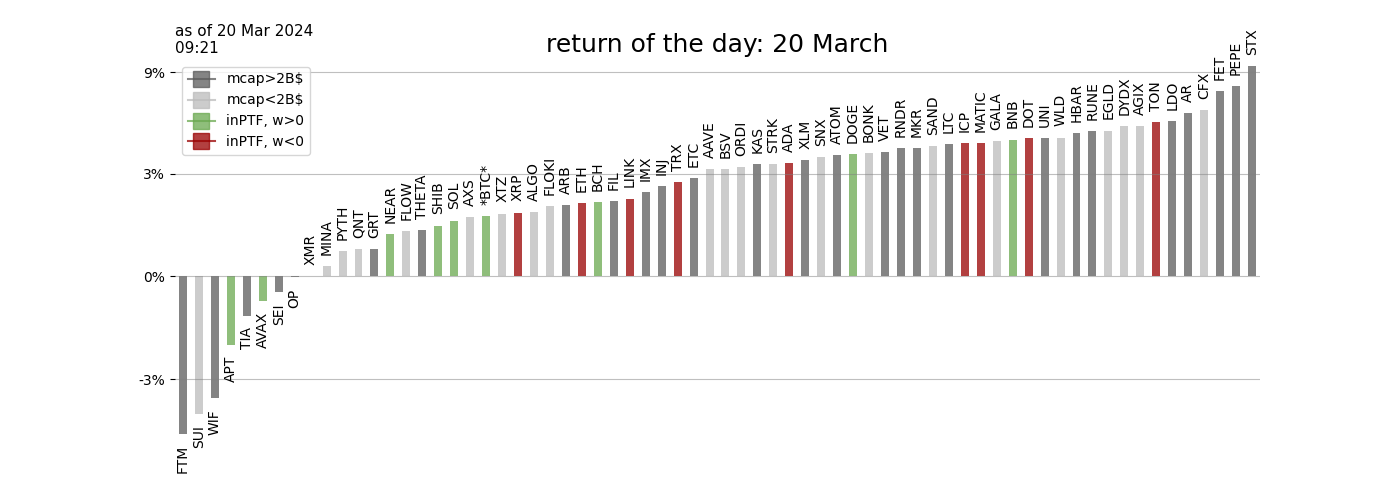 as of 20 Mar 2024
09:21
return of the day: 20 March
mcap>2B$
mcap<2B$
inPTF, w>0
inPTF, w<0
9%
3%
0%
-3%
FTM
SUI
WIF
APT
TIA
AVAX
SEI
OP
XMR
MINA
PYTH
QNT
GRT
NEAR
FLOW
THETA
SHIB
SOL
AXS
*BTC*
XTZ
XRP
ALGO
FLOKI
ARB
ETH
BCH
FIL
LINK
IMX
INJ
TRX
ETC
AAVE
BSV
ORDI
KAS
STRK
ADA
XLM
SNX
ATOM
DOGE
BONK
VET
RNDR
MKR
SAND
LTC
ICP
MATIC
GALA
BNB
DOT
UNI
WLD
HBAR
RUNE
EGLD
DYDX
AGIX
TON
LDO
AR
CFX
FET
PEPE
STX